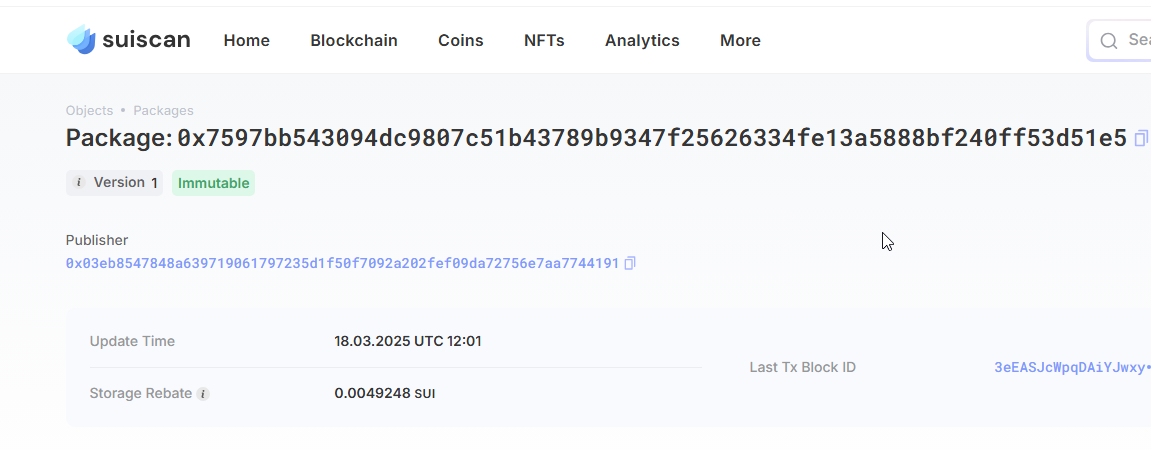 suiscan Home Blockchain Coins NFTs Analytics More
Objects • Packages
Package: 0x7597bb543094dc9807c51b43789b9347f25626334fe13a5888bf240ff53d51e5
i Version 1 Immutable
Publisher
0x03eb8547848a639719061797235d1f50f7092a202fef09da72756e7aa7744191
Update Time 18.03.2025 UTC 12:01
Last Tx Block ID 3eEASJcWpqDAiYJwxy
Storage Rebate i 0.0049248 SUI